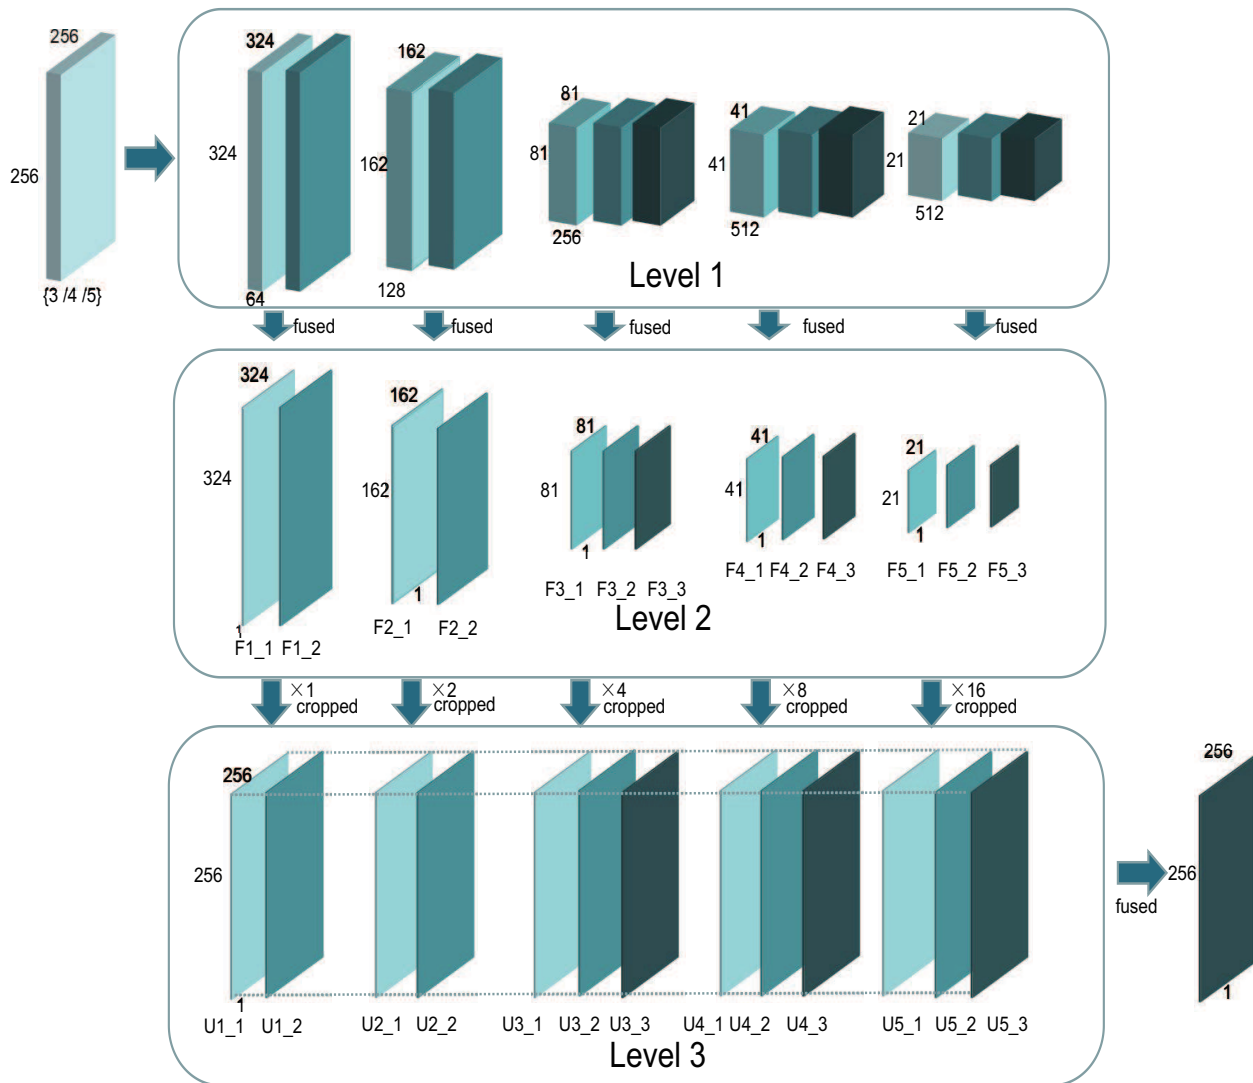 256
256
{3 /4 /5}
324
324
64
162
162
128
81
81
256
41
41
512
21
21
512
Level 1
fused
fused
fused
fused
fused
324
324
1
F1_1 F1_2
162
162
1
F2_1 F2_2
81
81
1
F3_1 F3_2 F3_3
41
41
1
F4_1 F4_2 F4_3
21
21
1
F5_1 F5_2 F5_3
Level 2
×1
cropped
×2
cropped
×4
cropped
×8
cropped
×16
cropped
256
256
1
U1_1 U1_2
U2_1 U2_2
U3_1 U3_2 U3_3
U4_1 U4_2 U4_3
U5_1 U5_2 U5_3
Level 3
fused
256
256
1